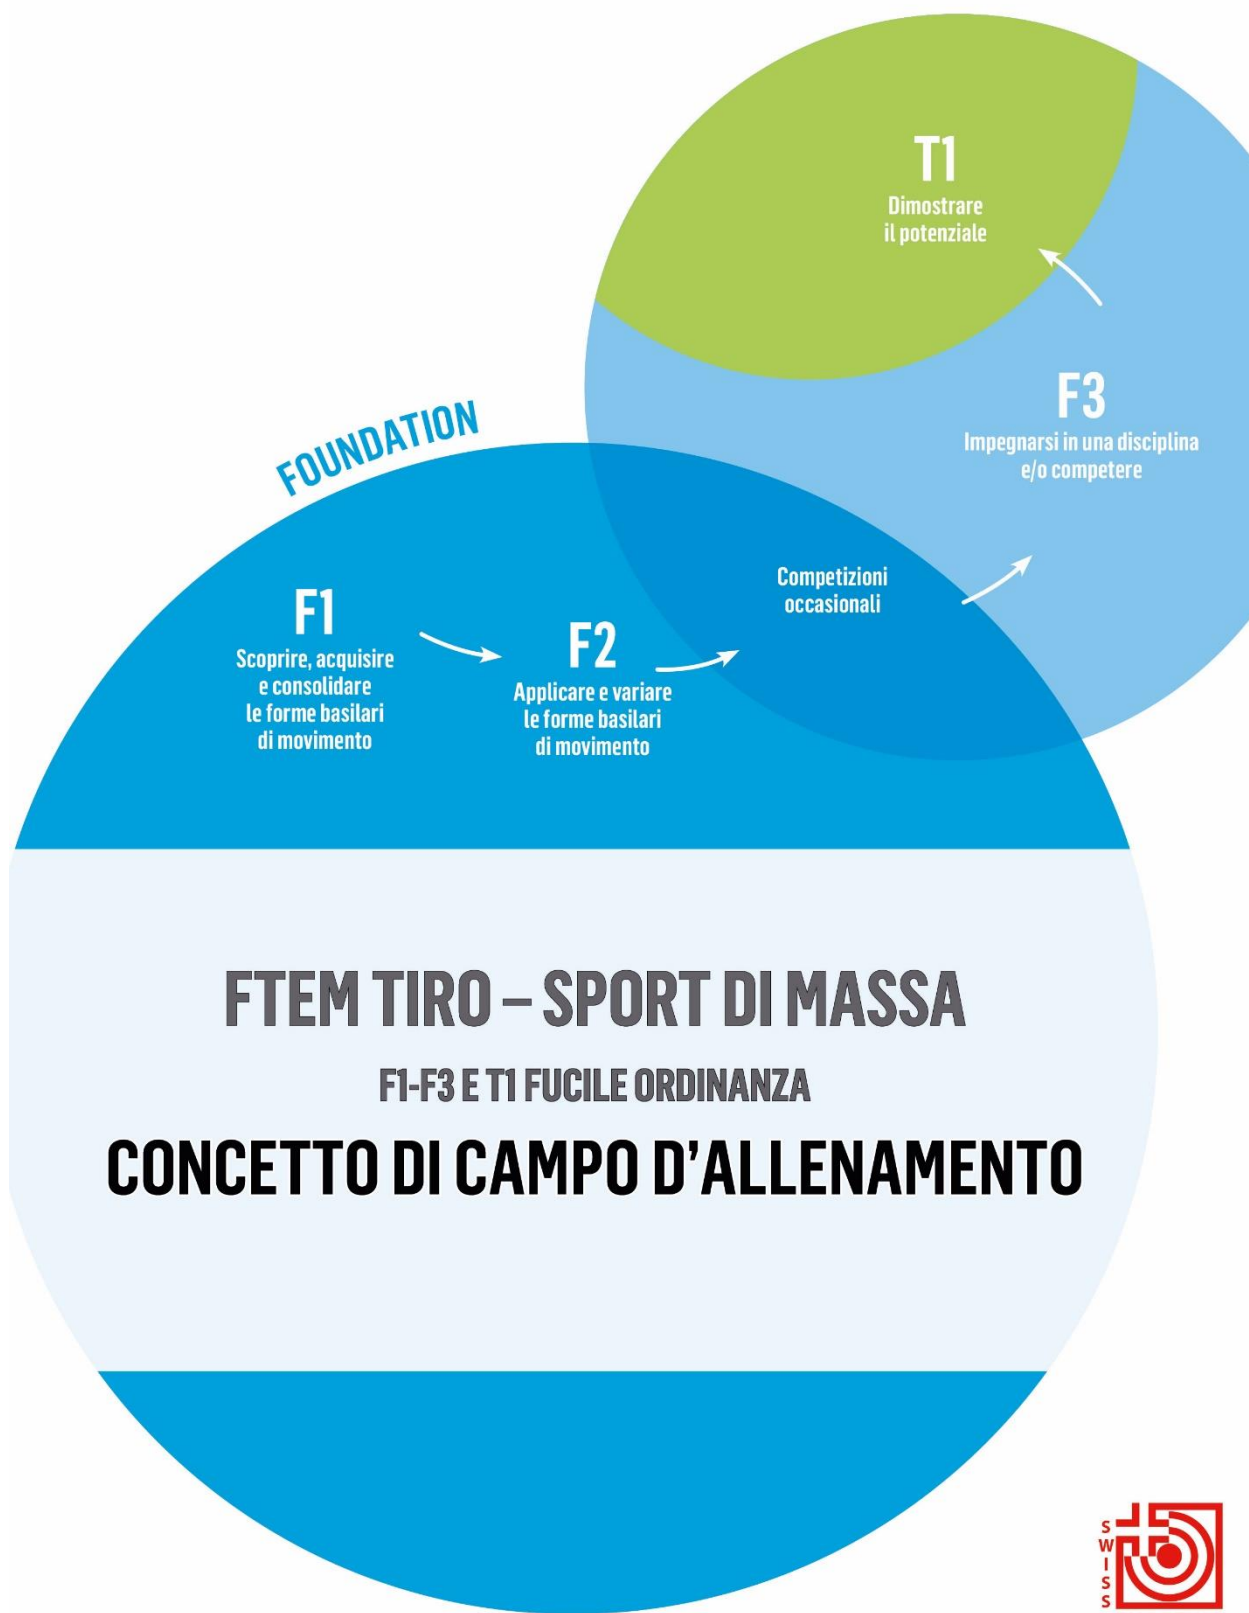 T1
Dimostrare
il potenziale
F3
Impegnarsi in una disciplina
e/o competere
FOUNDATION
Competizioni
occasionali
F1
Scoprire, acquisire
e consolidare
le forme basilari
di movimento
F2
Applicare e variare
le forme basilari
di movimento
FTEM TIRO – SPORT DI MASSA
F1-F3 E T1 FUCILE ORDINANZA
CONCETTO DI CAMPO D’ALLENAMENTO
SWISS